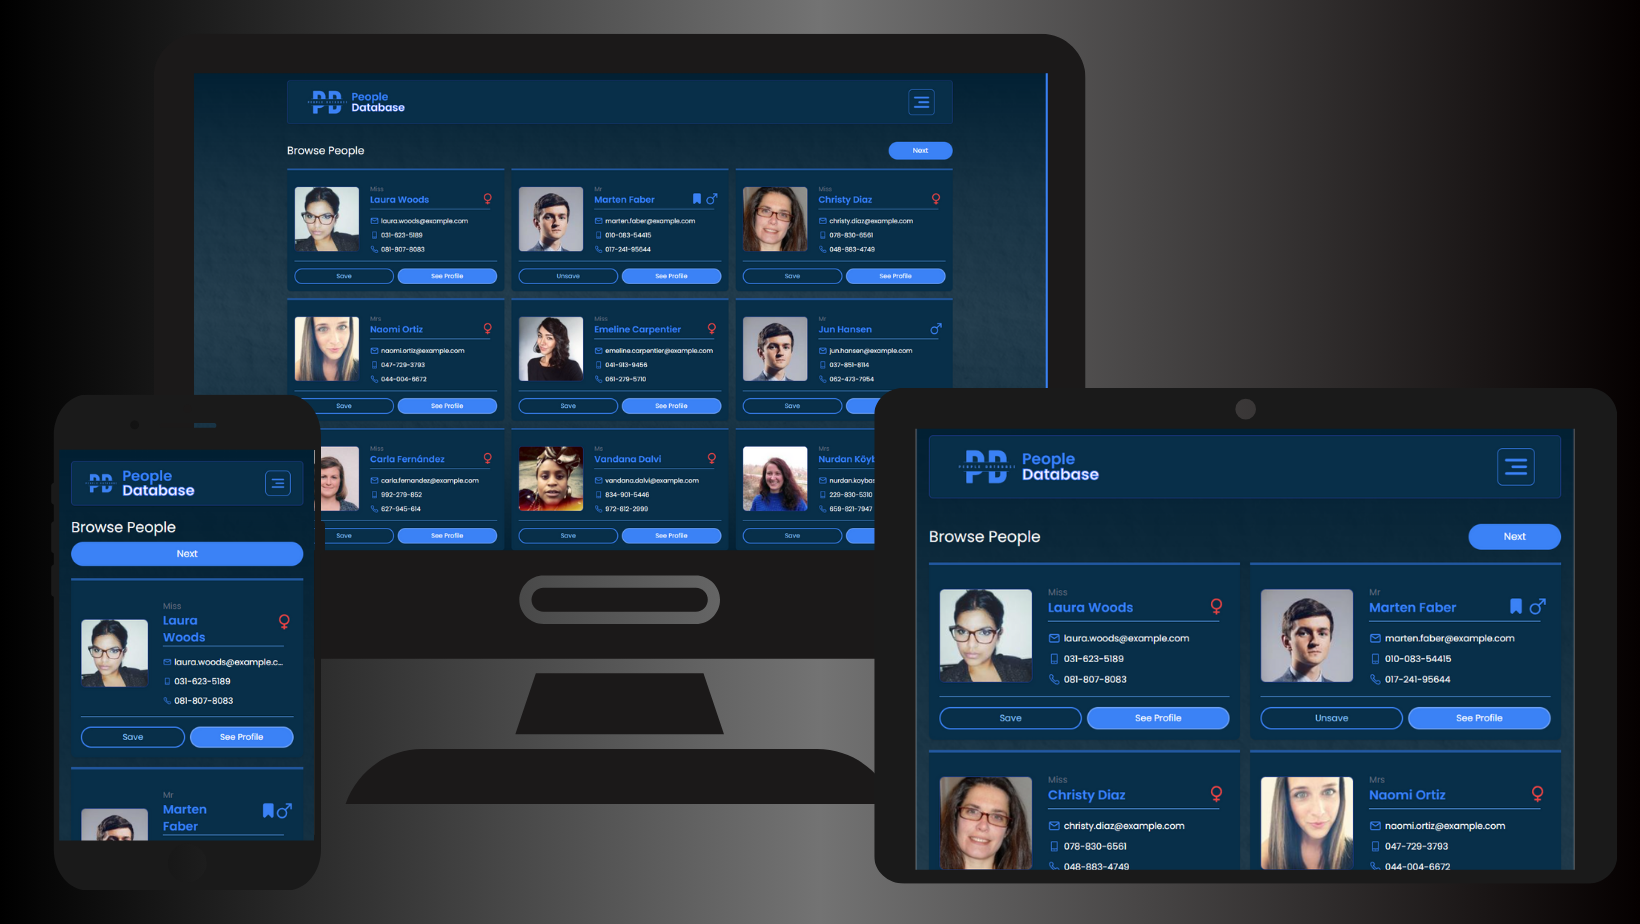 People
Database
Browse People
Next
Miss
Laura Woods
laura.woods@example.com
031-623-5189
081-807-8083
Save
See Profile
Mr
Marten Faber
marten.faber@example.com
010-083-54415
017-241-95644
Unsave
See Profile
Miss
Christy Diaz
christy.diaz@example.com
078-830-6561
048-883-4749
Save
See Profile
Mrs
Naomi Ortiz
naomi.ortiz@example.com
047-729-3793
044-004-6672
Save
See Profile
Miss
Emeline Carpentier
emeline.carpentier@example.com
041-913-9456
061-279-5710
Save
See Profile
Mr
Jun Hansen
jun.hansen@example.com
037-851-8114
062-473-7954
Save
Miss
Carla Fernández
carla.fernandez@example.com
992-279-852
627-945-614
Save
See Profile
Ms
Vandana Dalvi
vandana.dalvi@example.com
834-901-5446
972-612-2999
Save
See Profile
Mrs
Nurdan
229-830-5310
659-821-7947
Save
People
Database
Browse People
Next
Miss
Laura
Woods
laura.woods@example.c...
031-623-5189
081-807-8083
Save
See Profile
Mr
Marten
Faber
PEOPLE DATABASE
People
Database
Browse People
Next
Miss
Laura Woods
laura.woods@example.com
031-623-5189
081-807-8083
Save
See Profile
Mr
Marten Faber
marten.faber@example.com
010-083-54415
017-241-95644
Unsave
See Profile
Miss
Christy Diaz
christy.diaz@example.com
078-830-6561
048-883-4749
Mrs
Naomi Ortiz
naomi.ortiz@example.com
047-729-3793
044-004-6672